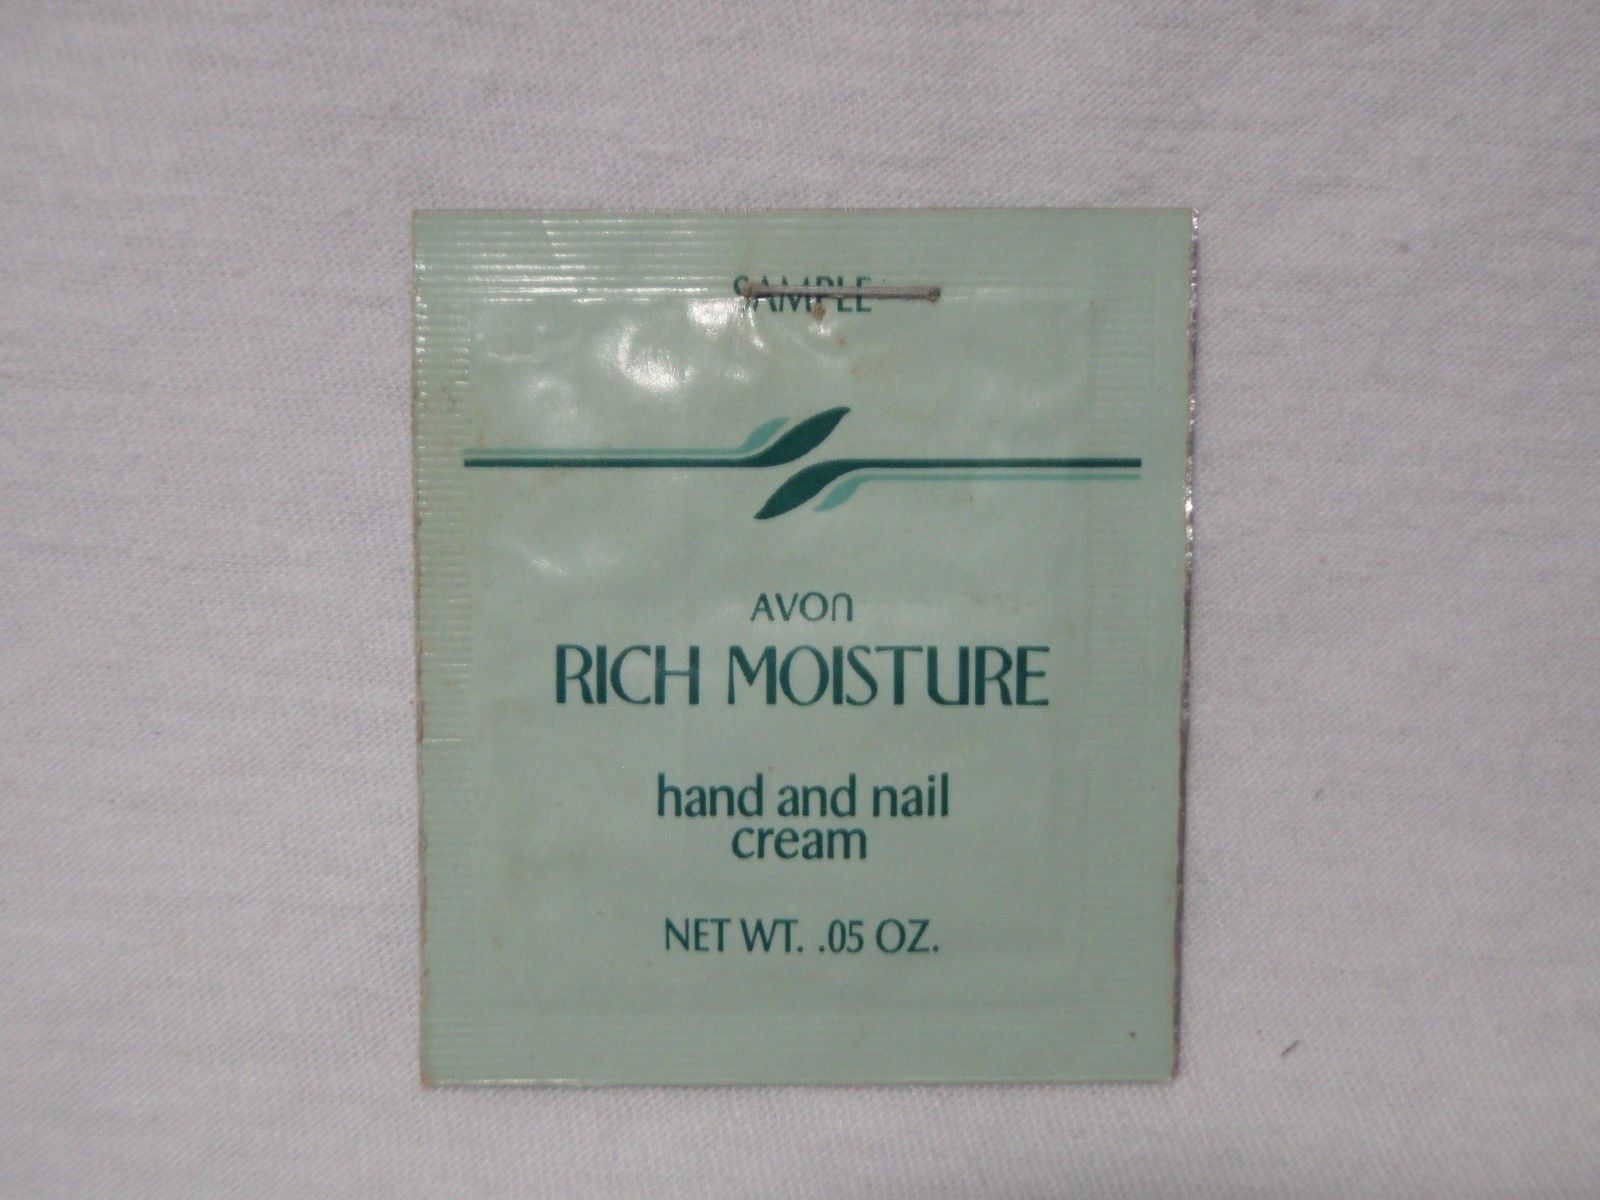 SAMPLE
AVON
RICH MOISTURE
hand and nail
cream
NET WT. .05 OZ.